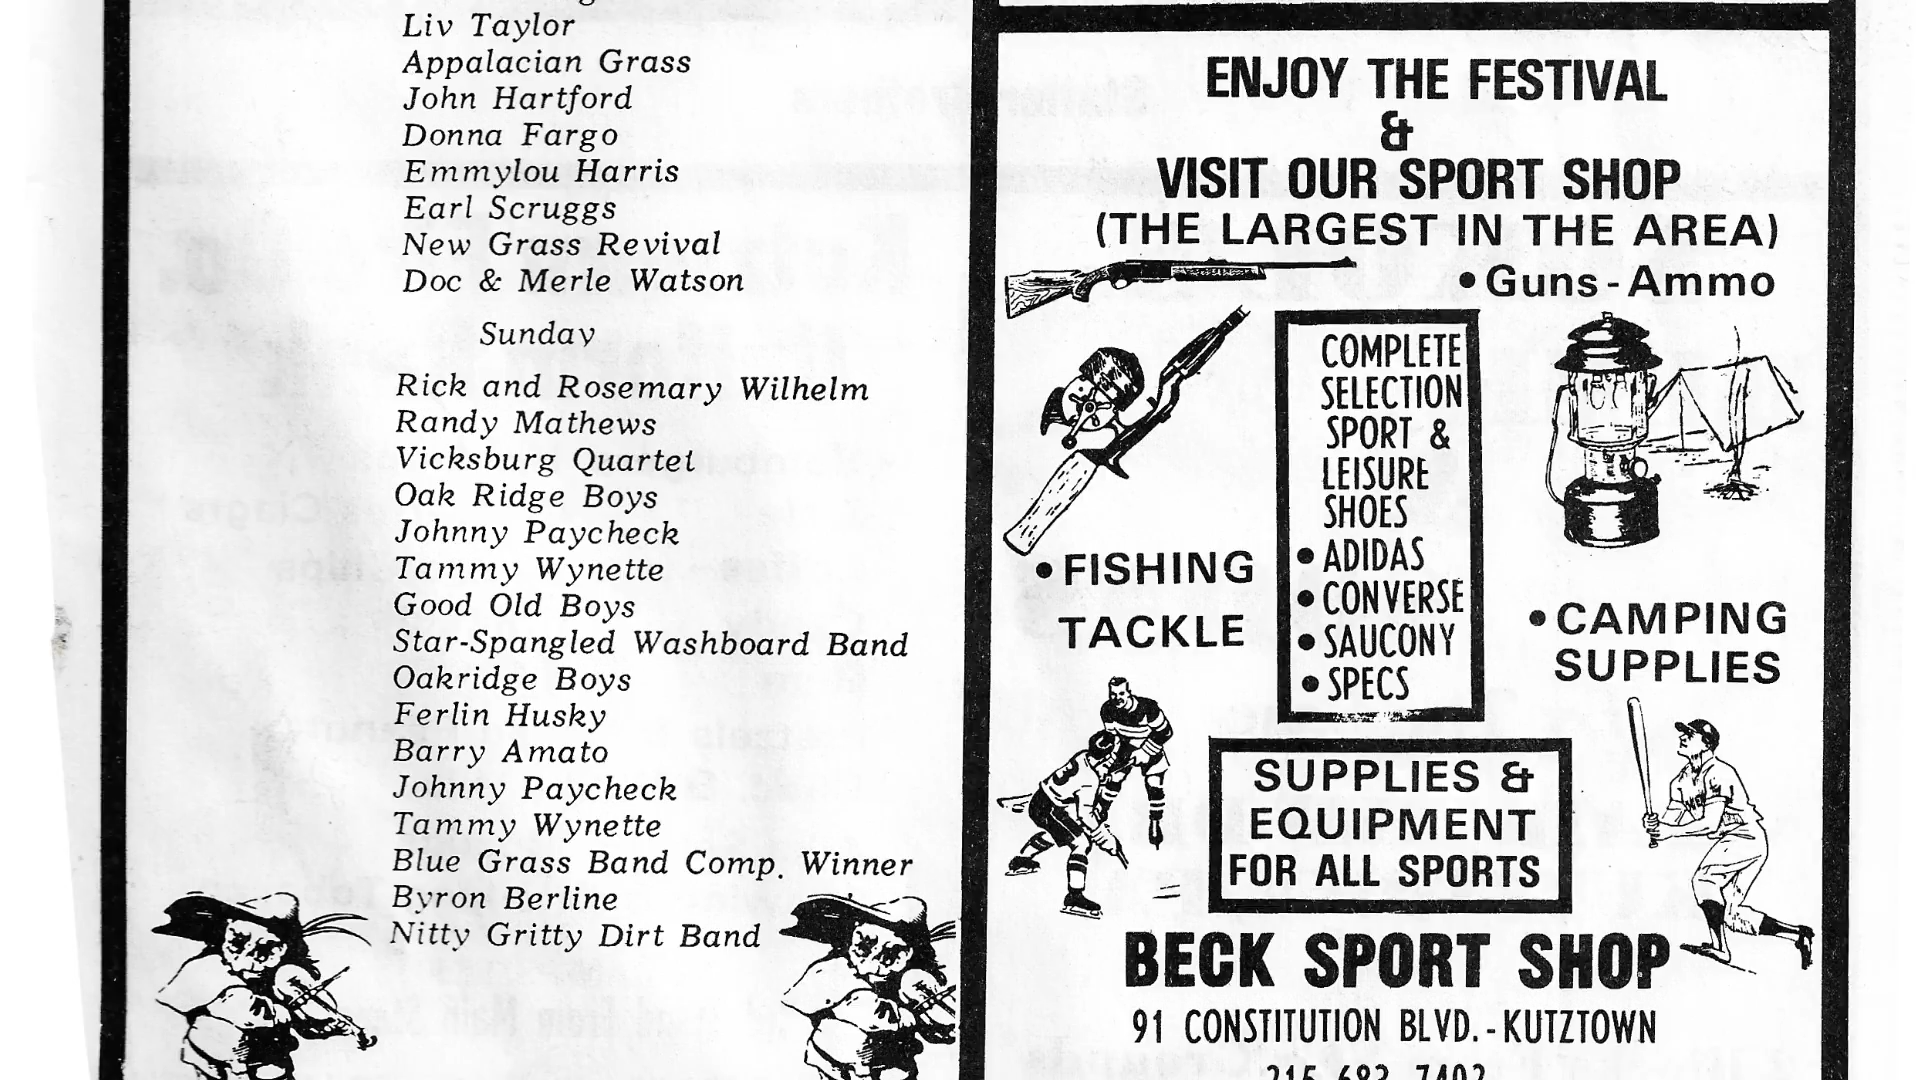 Liv Taylor
Appalacian Grass
John Hartford
Donna Fargo
Emmylou Harris
Earl Scruggs
New Grass Revival
Doc & Merle Watson
Sunday
Rick and Rosemary Wilhelm
Randy Mathews
Vicksburg Quartet
Oak Ridge Boys
Johnny Paycheck
Tammy Wynette
Good Old Boys
Star-Spangled Washboard Band
Oakridge Boys
Ferlin Husky
Barry Amato
Johnny Paycheck
Tammy Wynette
Blue Grass Band Comp. Winner
Byron Berline
Nitty Gritty Dirt Band
ENJOY THE FESTIVAL
&
VISIT OUR SPORT SHOP
(THE LARGEST IN THE AREA)
• Guns - Ammo
COMPLETE
SELECTION
SPORT &
LEISURE
SHOES
• ADIDAS
• CONVERSE
• SAUCONY
• SPECS
• FISHING
TACKLE
• CAMPING
SUPPLIES
SUPPLIES &
EQUIPMENT
FOR ALL SPORTS
BECK SPORT SHOP
91 CONSTITUTION BLVD. - KUTZTOWN
215 683 7402